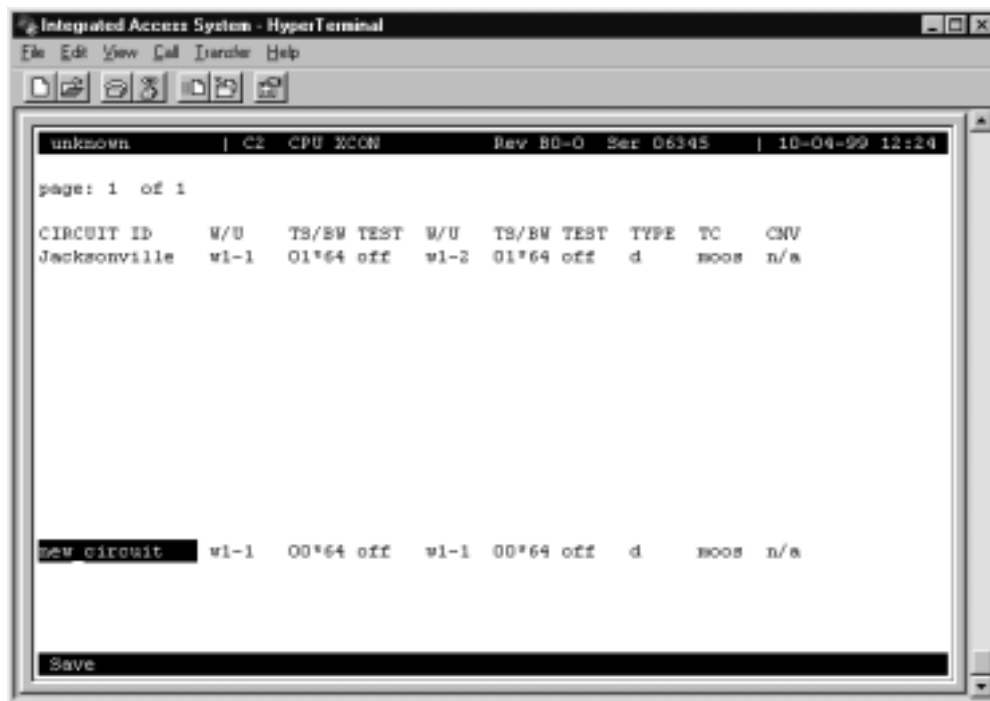 Integrated Access System - HyperTerminal
File Edit View Call Transfer Help
unknown | C2 CPU XCON Rev B0-0 Ser 06345 | 10-04-99 12:24
page: 1 of 1
CIRCUIT ID W/U TS/BW TEST W/U TS/BW TEST TYPE TC CNV
Jacksonville w1-1 01*64 off w1-2 01*64 off d moos n/a
new circuit w1-1 00*64 off w1-1 00*64 off d moos n/a
Save